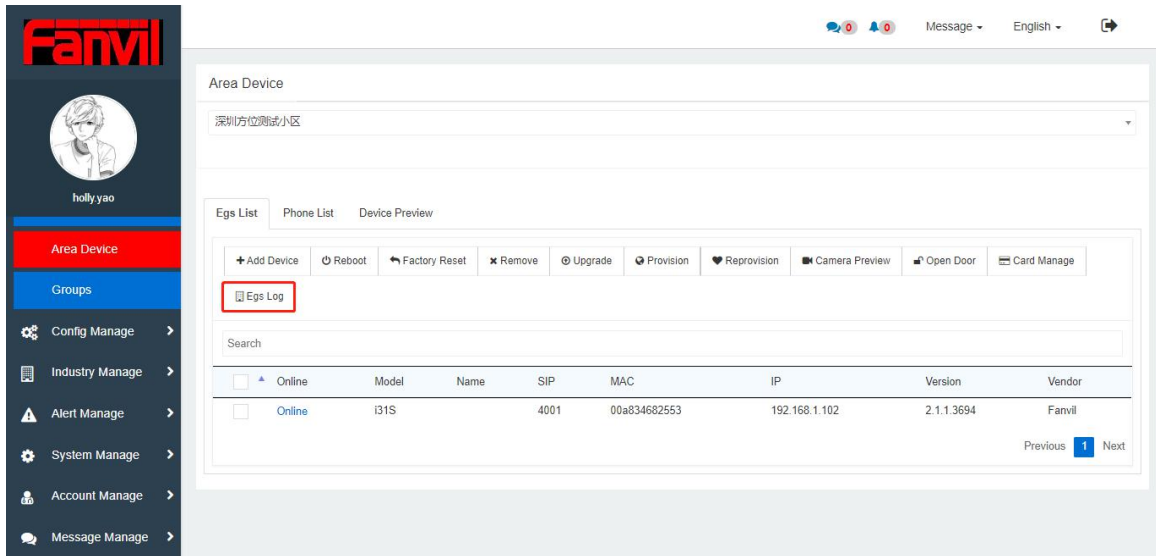 Fanvil
0 0 Message English
holly.yao
Area Device
Groups
Config Manage
Industry Manage
Alert Manage
System Manage
Account Manage
Message Manage
Area Device
深圳方位测试小区
Egs List Phone List Device Preview
Add Device Reboot Factory Reset Remove Upgrade Provision Reprovision Camera Preview Open Door Card Manage
Egs Log
Search
Online Model Name SIP MAC IP Version Vendor
Online i31S 4001 00a834682553 192.168.1.102 2.1.1.3694 Fanvil
Previous 1 Next